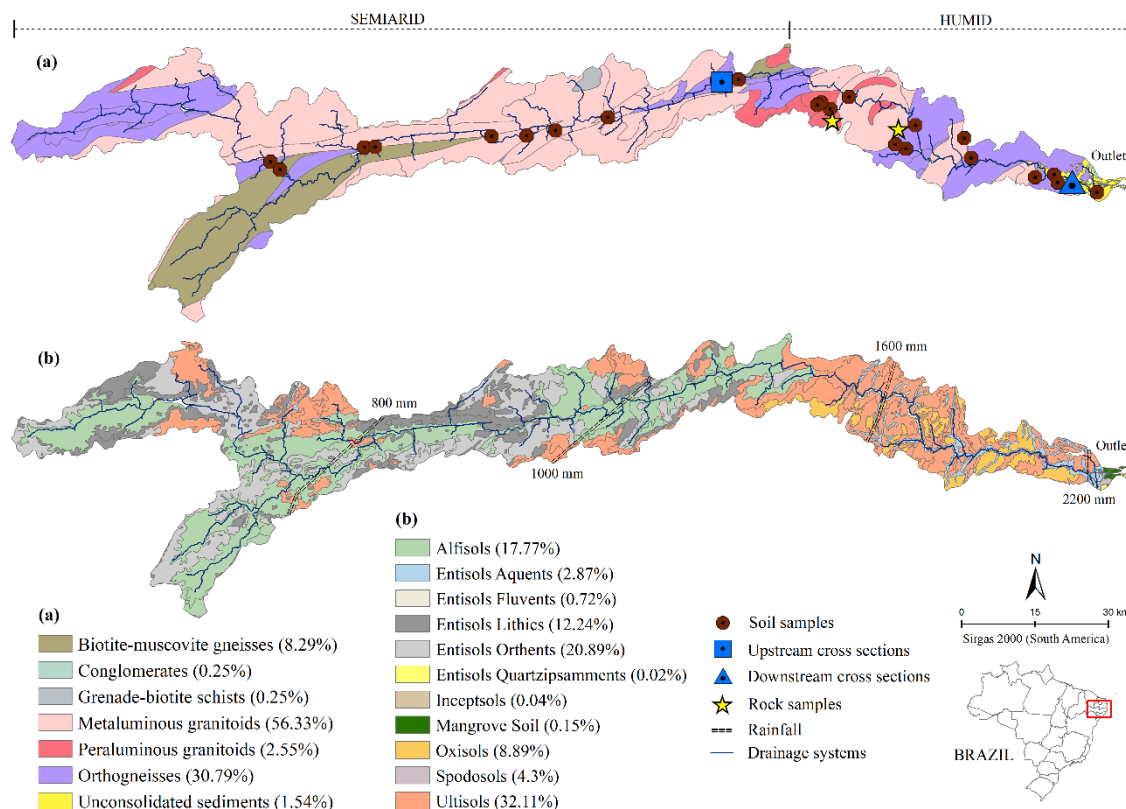 SEMIARID
HUMID
(a)
Outlet
(b)
1600 mm
800 mm
1000 mm
Outlet
2200 mm
(a)
Biotite-muscovite gneisses (8.29%)
Conglomerates (0.25%)
Grenade-biotite schists (0.25%)
Metaluminous granitoids (56.33%)
Peraluminous granitoids (2.55%)
Orthogneisses (30.79%)
Unconsolidated sediments (1.54%)
(b)
Alfisols (17.77%)
Entisols Aquents (2.87%)
Entisols Fluvents (0.72%)
Entisols Lithics (12.24%)
Entisols Orthents (20.89%)
Entisols Quartzipsamments (0.02%)
Inceptsols (0.04%)
Mangrove Soil (0.15%)
Oxisols (8.89%)
Spodosols (4.3%)
Ultisols (32.11%)
Soil samples
Upstream cross sections
Downstream cross sections
Rock samples
Rainfall
Drainage systems
N
0 15 30 km
Sirgas 2000 (South America)
BRAZIL